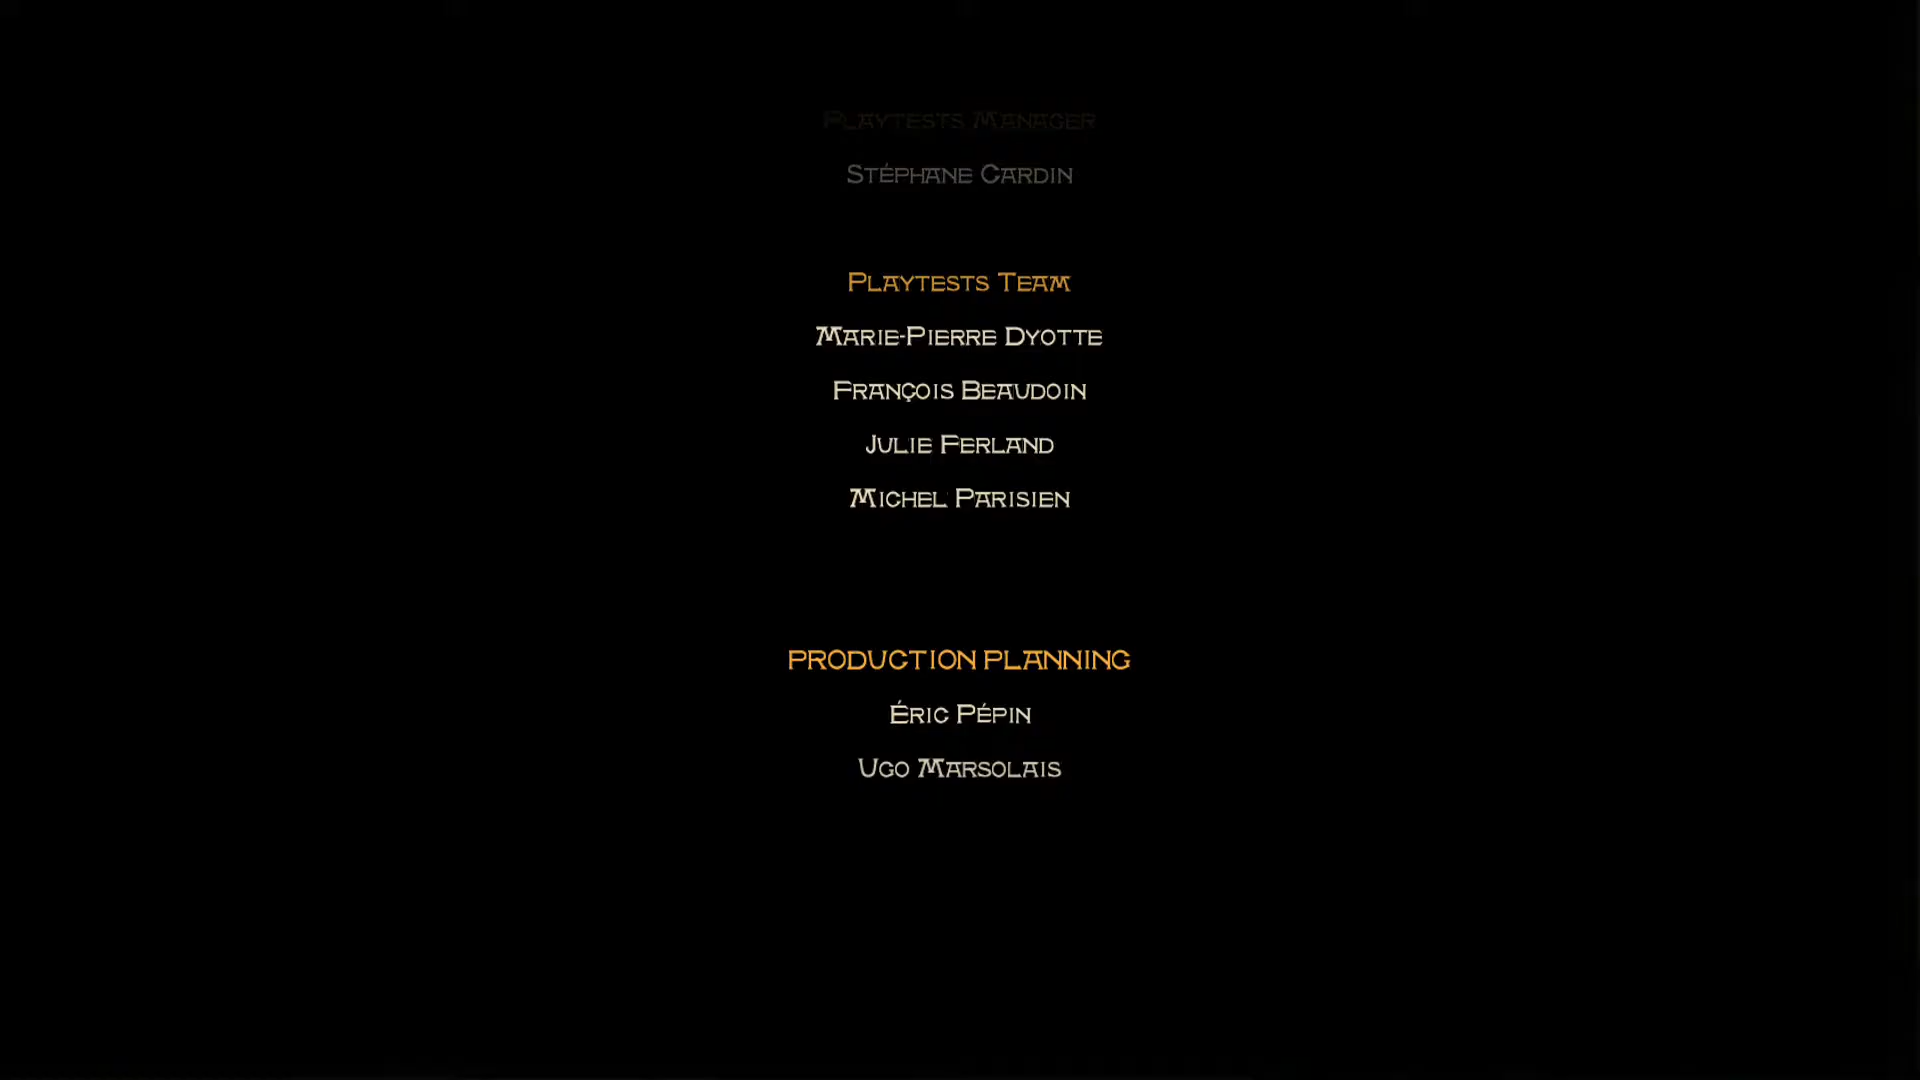 Playtests Manager
Stéphane Cardin
Playtests Team
Marie-Pierre Dyotte
François Beaudoin
Julie Ferland
Michel Parisien
PRODUCTION PLANNING
Éric Pépin
Ugo Marsolais